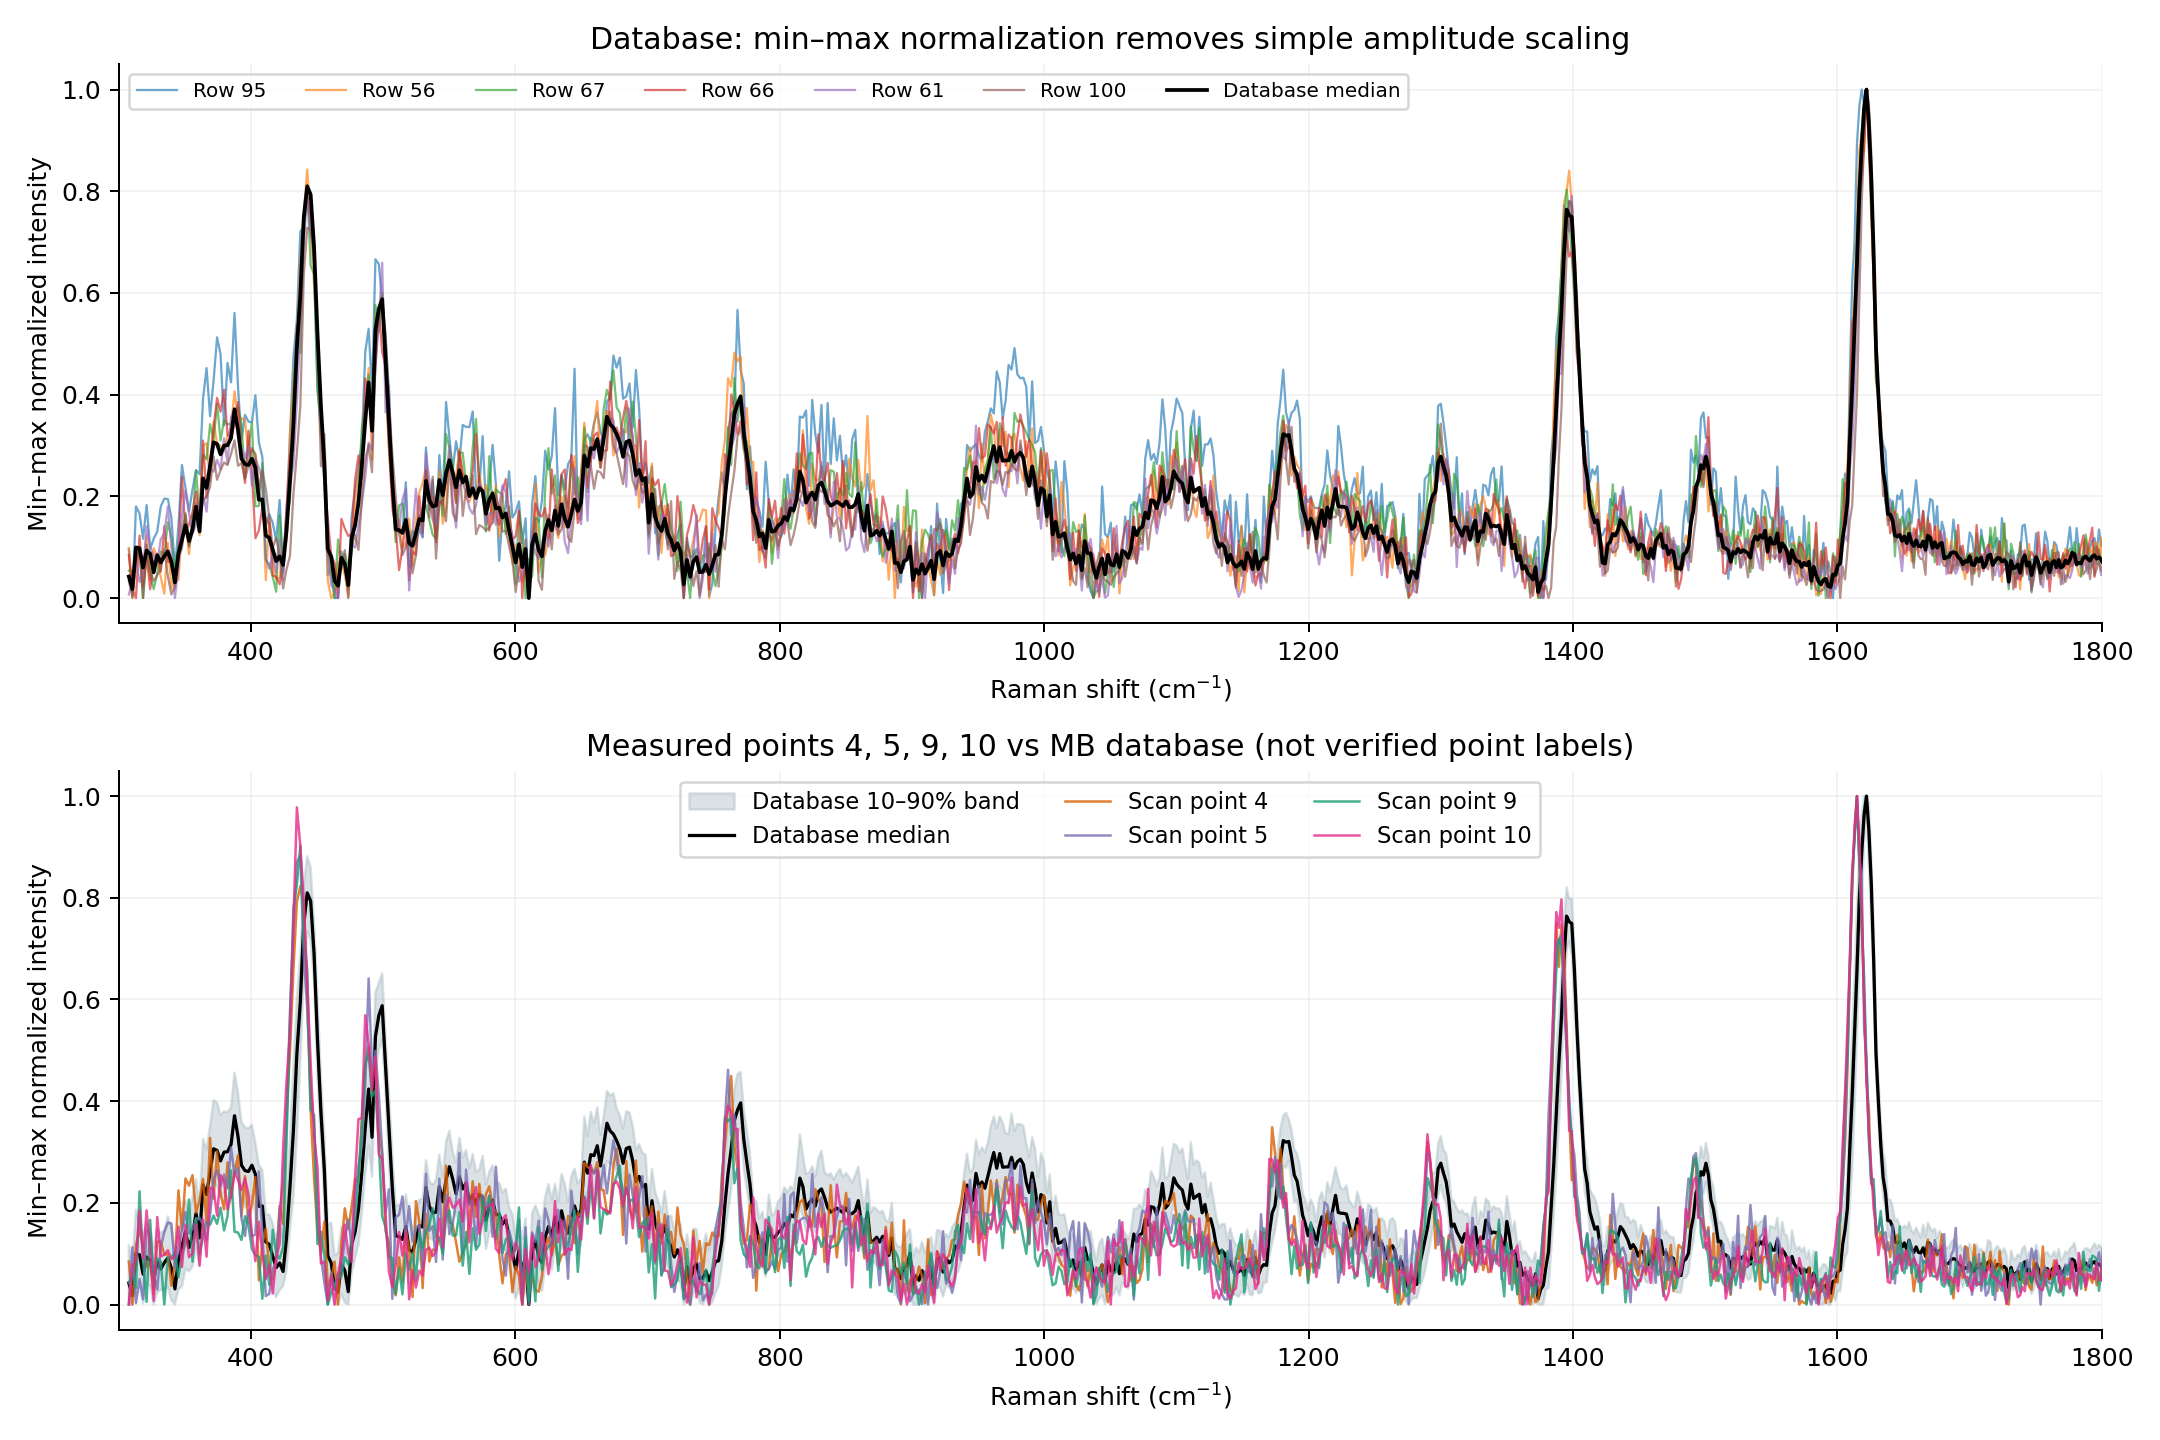 Database: min–max normalization removes simple amplitude scaling
Row 95 Row 56 Row 67 Row 66 Row 61 Row 100 Database median
Min–max normalized intensity
1.0
0.8
0.6
0.4
0.2
0.0
400 600 800 1000 1200 1400 1600 1800
Raman shift (cm⁻¹)
Measured points 4, 5, 9, 10 vs MB database (not verified point labels)
Database 10–90% band Scan point 4 Scan point 9
Database median Scan point 5 Scan point 10
Min–max normalized intensity
1.0
0.8
0.6
0.4
0.2
0.0
400 600 800 1000 1200 1400 1600 1800
Raman shift (cm⁻¹)